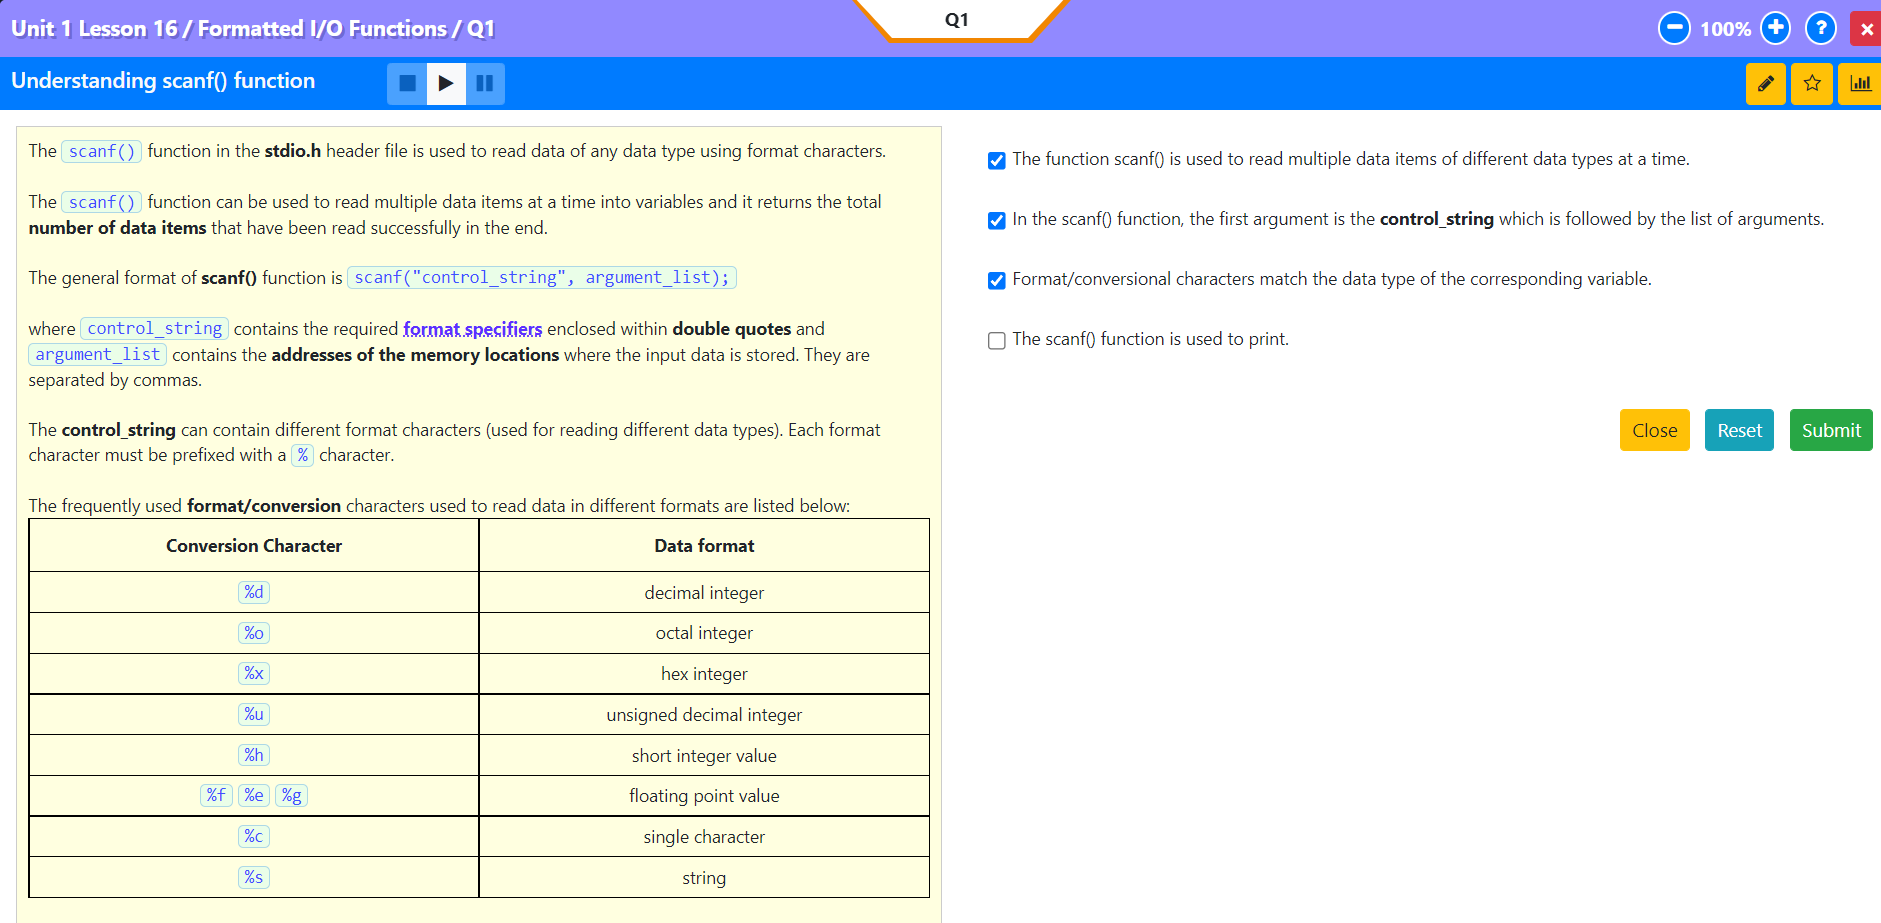 Unit 1 Lesson 16 / Formatted I/O Functions / Q1
Q1
100%
?
Understanding scanf() function
The scanf() function in the stdio.h header file is used to read data of any data type using format characters.
The scanf() function can be used to read multiple data items at a time into variables and it returns the total
number of data items that have been read successfully in the end.
The general format of scanf() function is scanf("control_string", argument_list);
where control_string contains the required format specifiers enclosed within double quotes and
argument_list contains the addresses of the memory locations where the input data is stored. They are
separated by commas.
The control_string can contain different format characters (used for reading different data types). Each format
character must be prefixed with a % character.
The frequently used format/conversion characters used to read data in different formats are listed below:
Conversion Character Data format
%d decimal integer
%o octal integer
%x hex integer
%u unsigned decimal integer
%h short integer value
%f %e %g floating point value
%c single character
%s string
The function scanf() is used to read multiple data items of different data types at a time.
In the scanf() function, the first argument is the control_string which is followed by the list of arguments.
Format/conversional characters match the data type of the corresponding variable.
The scanf() function is used to print.
Close Reset Submit